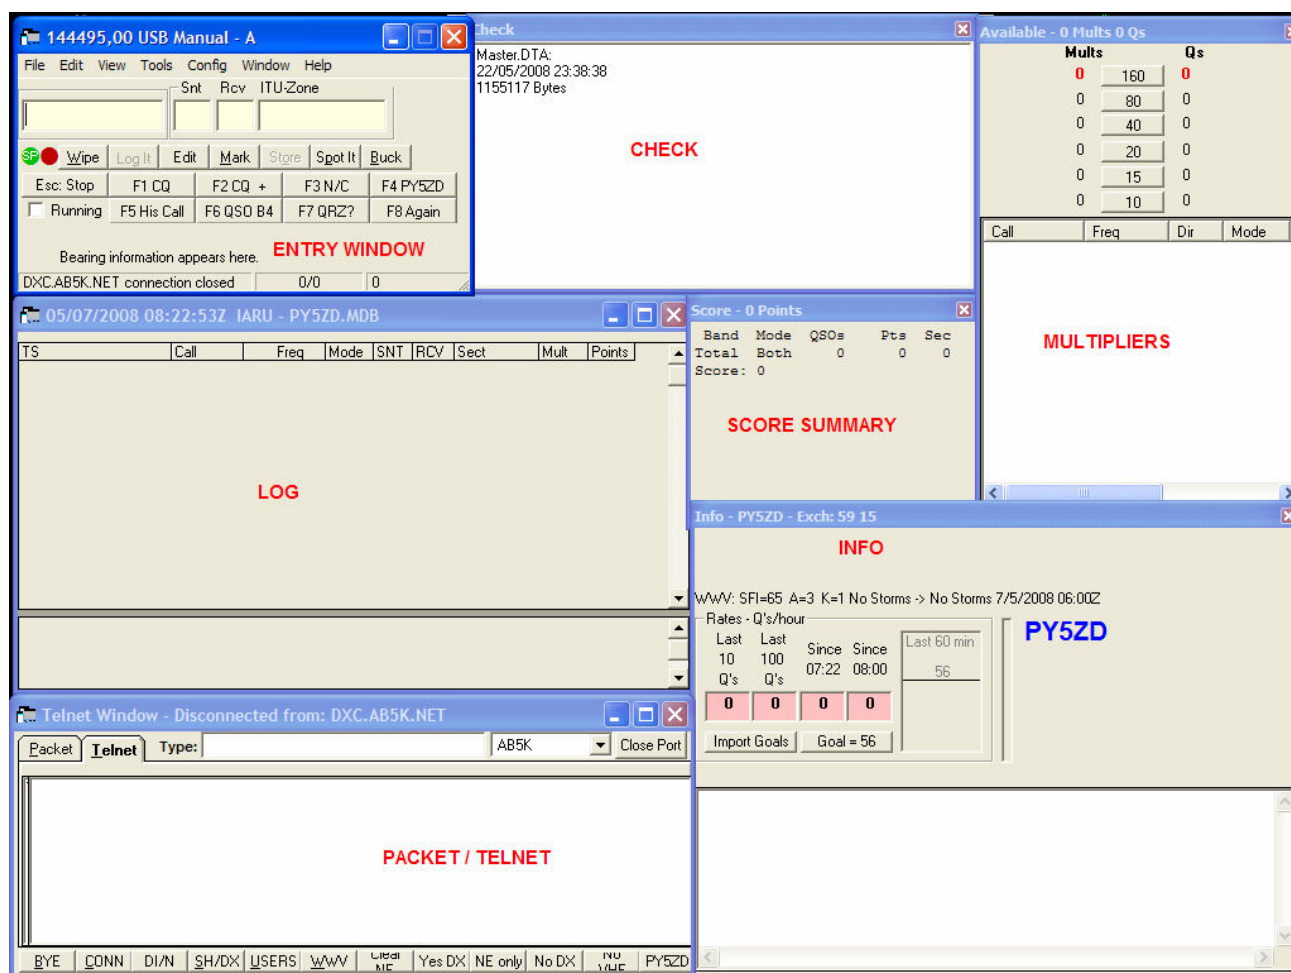 144495,00 USB Manual - A
File Edit View Tools Config Window Help
Snt Rcv ITU-Zone
SP Wipe Log It Edit Mark Store Spot It Buck
Esc: Stop F1 CQ F2 CQ + F3 N/C F4 PY5ZD
Running F5 His Call F6 QSO B4 F7 QRZ? F8 Again
Bearing information appears here. ENTRY WINDOW
DXC.AB5K.NET connection closed 0/0 0
Check
Master.DTA:
22/05/2008 23:38:38
1155117 Bytes
CHECK
Available - 0 Mults 0 Qs
Mults Qs
0 160 0
0 80 0
0 40 0
0 20 0
0 15 0
0 10 0
Call Freq Dir Mode
MULTIPLIERS
05/07/2008 08:22:53Z IARU - PY5ZD.MDB
TS Call Freq Mode SNT RCV Sect Mult Points
LOG
Score - 0 Points
Band Mode QSOs Pts Sec
Total Both 0 0 0
Score: 0
SCORE SUMMARY
Info - PY5ZD - Exch: 59 15
INFO
WWV: SFI=65 A=3 K=1 No Storms -> No Storms 7/5/2008 06:00Z
Rates - Q's/hour
Last 10 Q's
Last 100 Q's
Since 07:22
Since 08:00
Last 60 min
56
0 0 0 0
Import Goals Goal = 56
PY5ZD
Telnet Window - Disconnected from: DXC.AB5K.NET
Packet Telnet Type: AB5K Close Port
PACKET / TELNET
BYE CONN DI/N SH/DX USERS WWV Clear NE Yes DX NE only No DX No VHF PY5ZD